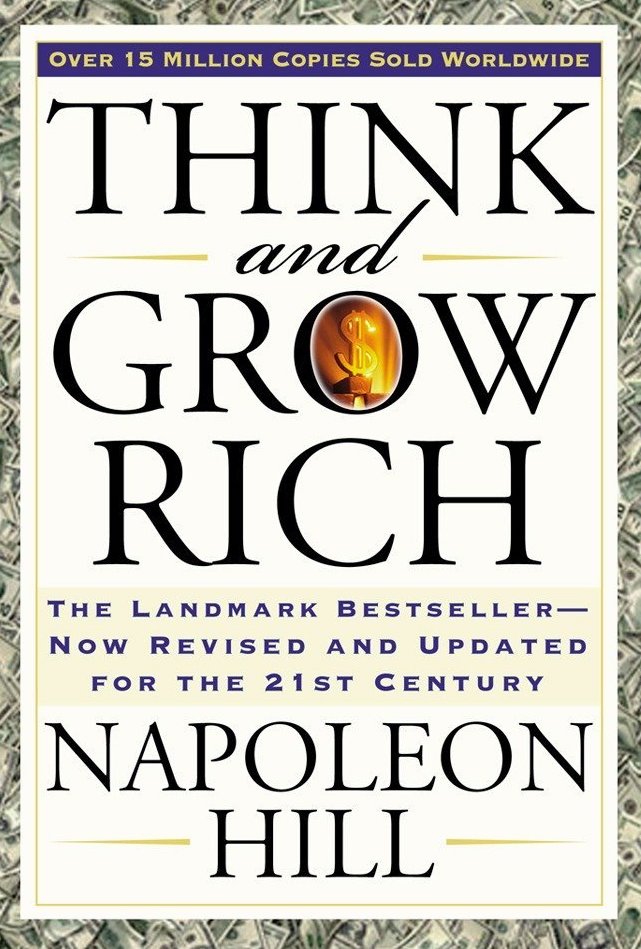 OVER 15 MILLION COPIES SOLD WORLDWIDE
THINK
and
GROW
RICH
THE LANDMARK BESTSELLER—
NOW REVISED AND UPDATED
FOR THE 21ST CENTURY
NAPOLEON
HILL